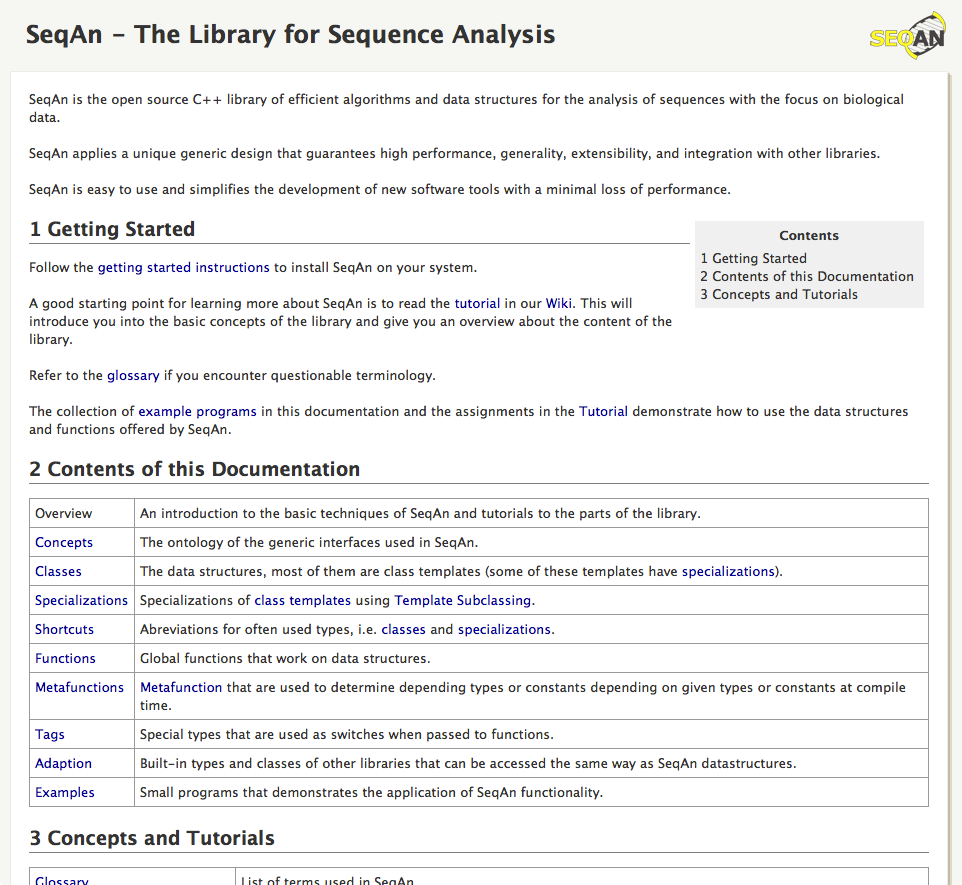 SeqAn – The Library for Sequence Analysis
SEQAN
SeqAn is the open source C++ library of efficient algorithms and data structures for the analysis of sequences with the focus on biological
data.
SeqAn applies a unique generic design that guarantees high performance, generality, extensibility, and integration with other libraries.
SeqAn is easy to use and simplifies the development of new software tools with a minimal loss of performance.
1 Getting Started
Contents
1 Getting Started
2 Contents of this Documentation
3 Concepts and Tutorials
Follow the getting started instructions to install SeqAn on your system.
A good starting point for learning more about SeqAn is to read the tutorial in our Wiki. This will
introduce you into the basic concepts of the library and give you an overview about the content of the
library.
Refer to the glossary if you encounter questionable terminology.
The collection of example programs in this documentation and the assignments in the Tutorial demonstrate how to use the data structures
and functions offered by SeqAn.
2 Contents of this Documentation
Overview An introduction to the basic techniques of SeqAn and tutorials to the parts of the library.
Concepts The ontology of the generic interfaces used in SeqAn.
Classes The data structures, most of them are class templates (some of these templates have specializations).
Specializations Specializations of class templates using Template Subclassing.
Shortcuts Abreviations for often used types, i.e. classes and specializations.
Functions Global functions that work on data structures.
Metafunctions Metafunction that are used to determine depending types or constants depending on given types or constants at compile
time.
Tags Special types that are used as switches when passed to functions.
Adaption Built-in types and classes of other libraries that can be accessed the same way as SeqAn datastructures.
Examples Small programs that demonstrates the application of SeqAn functionality.
3 Concepts and Tutorials
Glossary List of terms used in SeqAn.